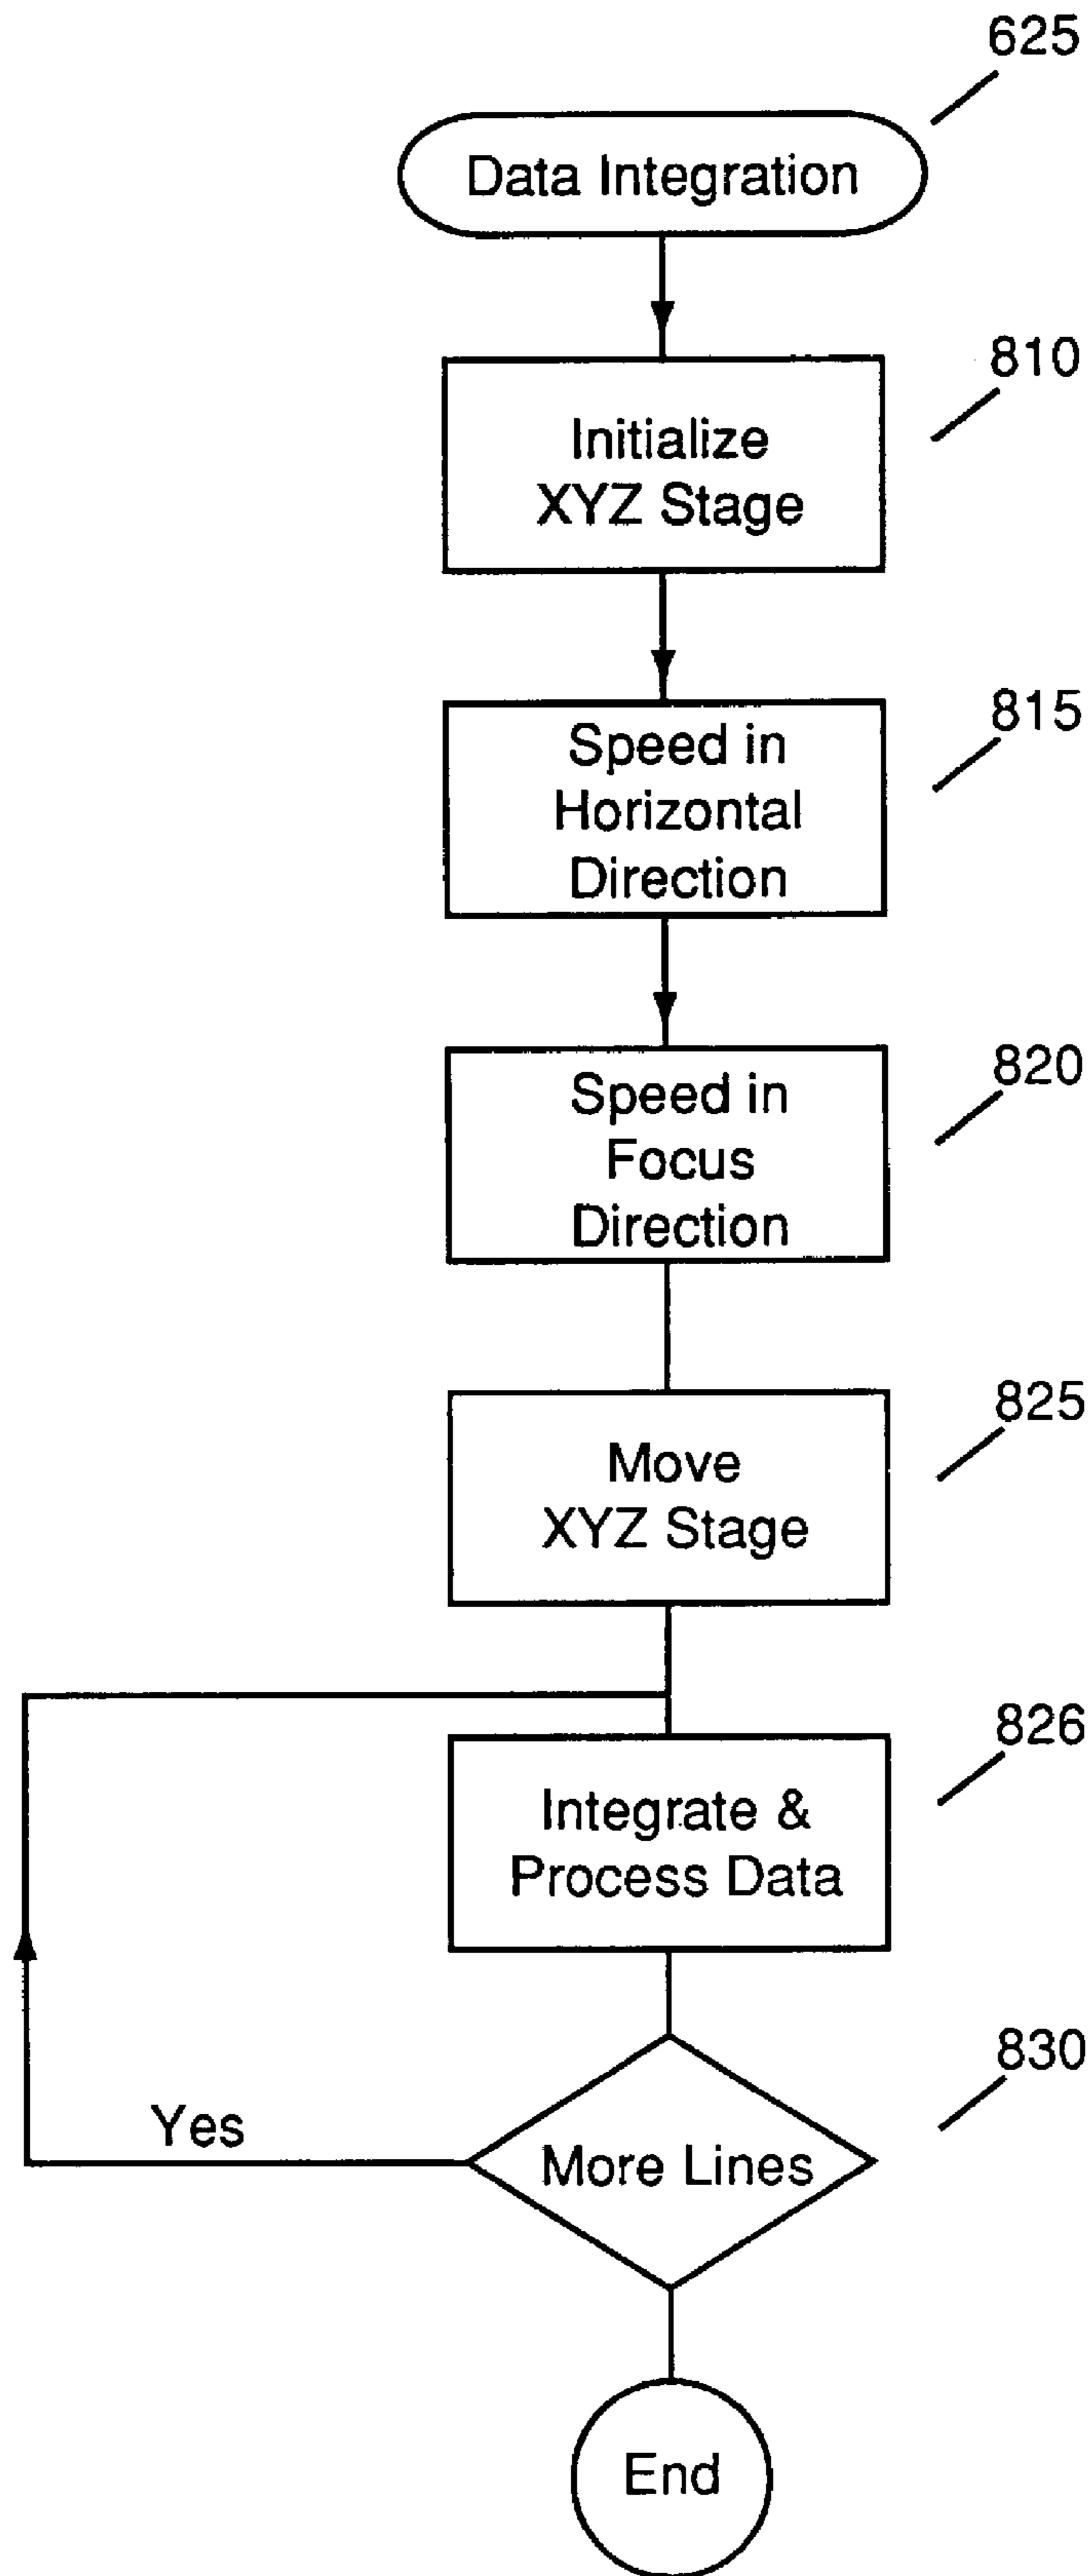 625
Data Integration
810
Initialize
XYZ Stage
815
Speed in
Horizontal
Direction
820
Speed in
Focus
Direction
825
Move
XYZ Stage
826
Integrate &
Process Data
830
Yes
More Lines
End